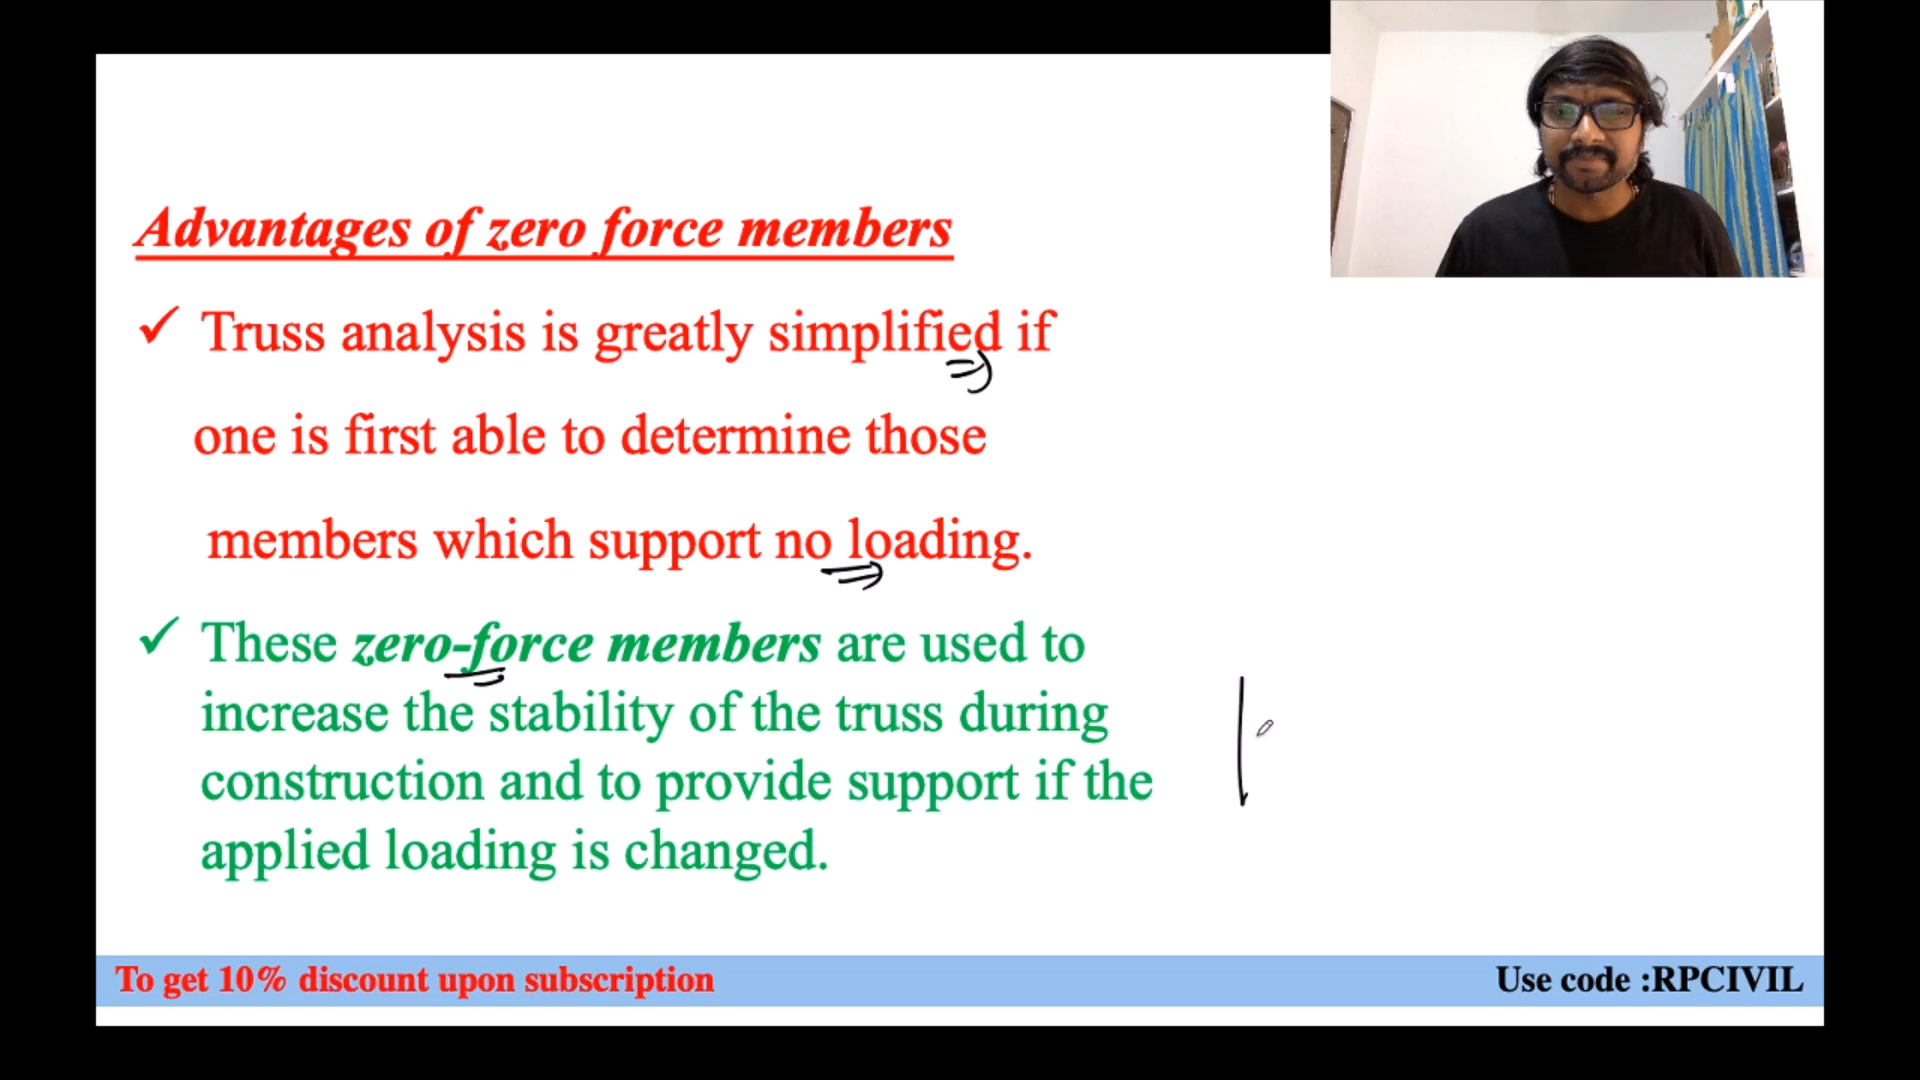 Advantages of zero force members
✓ Truss analysis is greatly simplified if
one is first able to determine those
members which support no loading.
✓ These zero-force members are used to
increase the stability of the truss during
construction and to provide support if the
applied loading is changed.
To get 10% discount upon subscription
Use code :RPCIVIL